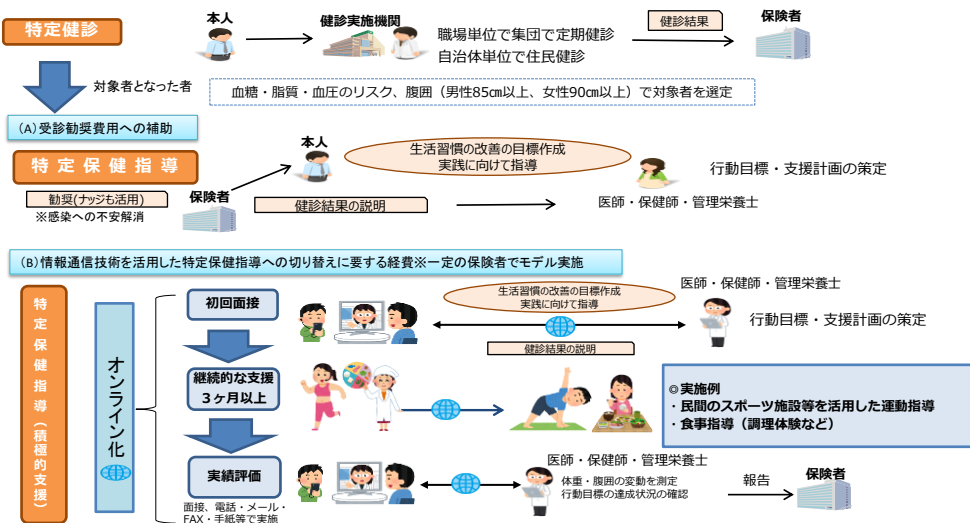 特定健診
本人
健診実施機関
職場単位で集団で定期健診
自治体単位で住民健診
健診結果
保険者
対象者となった者
血糖・脂質・血圧のリスク、腹囲（男性85㎝以上、女性90㎝以上）で対象者を選定
(A)受診勧奨費用への補助
特定保健指導
勧奨(ナッジも活用)
※感染への不安解消
保険者
本人
生活習慣の改善の目標作成
実践に向けて指導
健診結果の説明
行動目標・支援計画の策定
医師・保健師・管理栄養士
(B)情報通信技術を活用した特定保健指導への切り替えに要する経費※一定の保険者でモデル実施
特定保健指導（積極的支援）
オンライン化
初回面接
生活習慣の改善の目標作成
実践に向けて指導
健診結果の説明
医師・保健師・管理栄養士
行動目標・支援計画の策定
継続的な支援
３ヶ月以上
◎実施例
・民間のスポーツ施設等を活用した運動指導
・食事指導（調理体験など）
実績評価
面接、電話・メール・
FAX・手紙等で実施
医師・保健師・管理栄養士
体重・腹囲の変動を測定
行動目標の達成状況の確認
報告
保険者